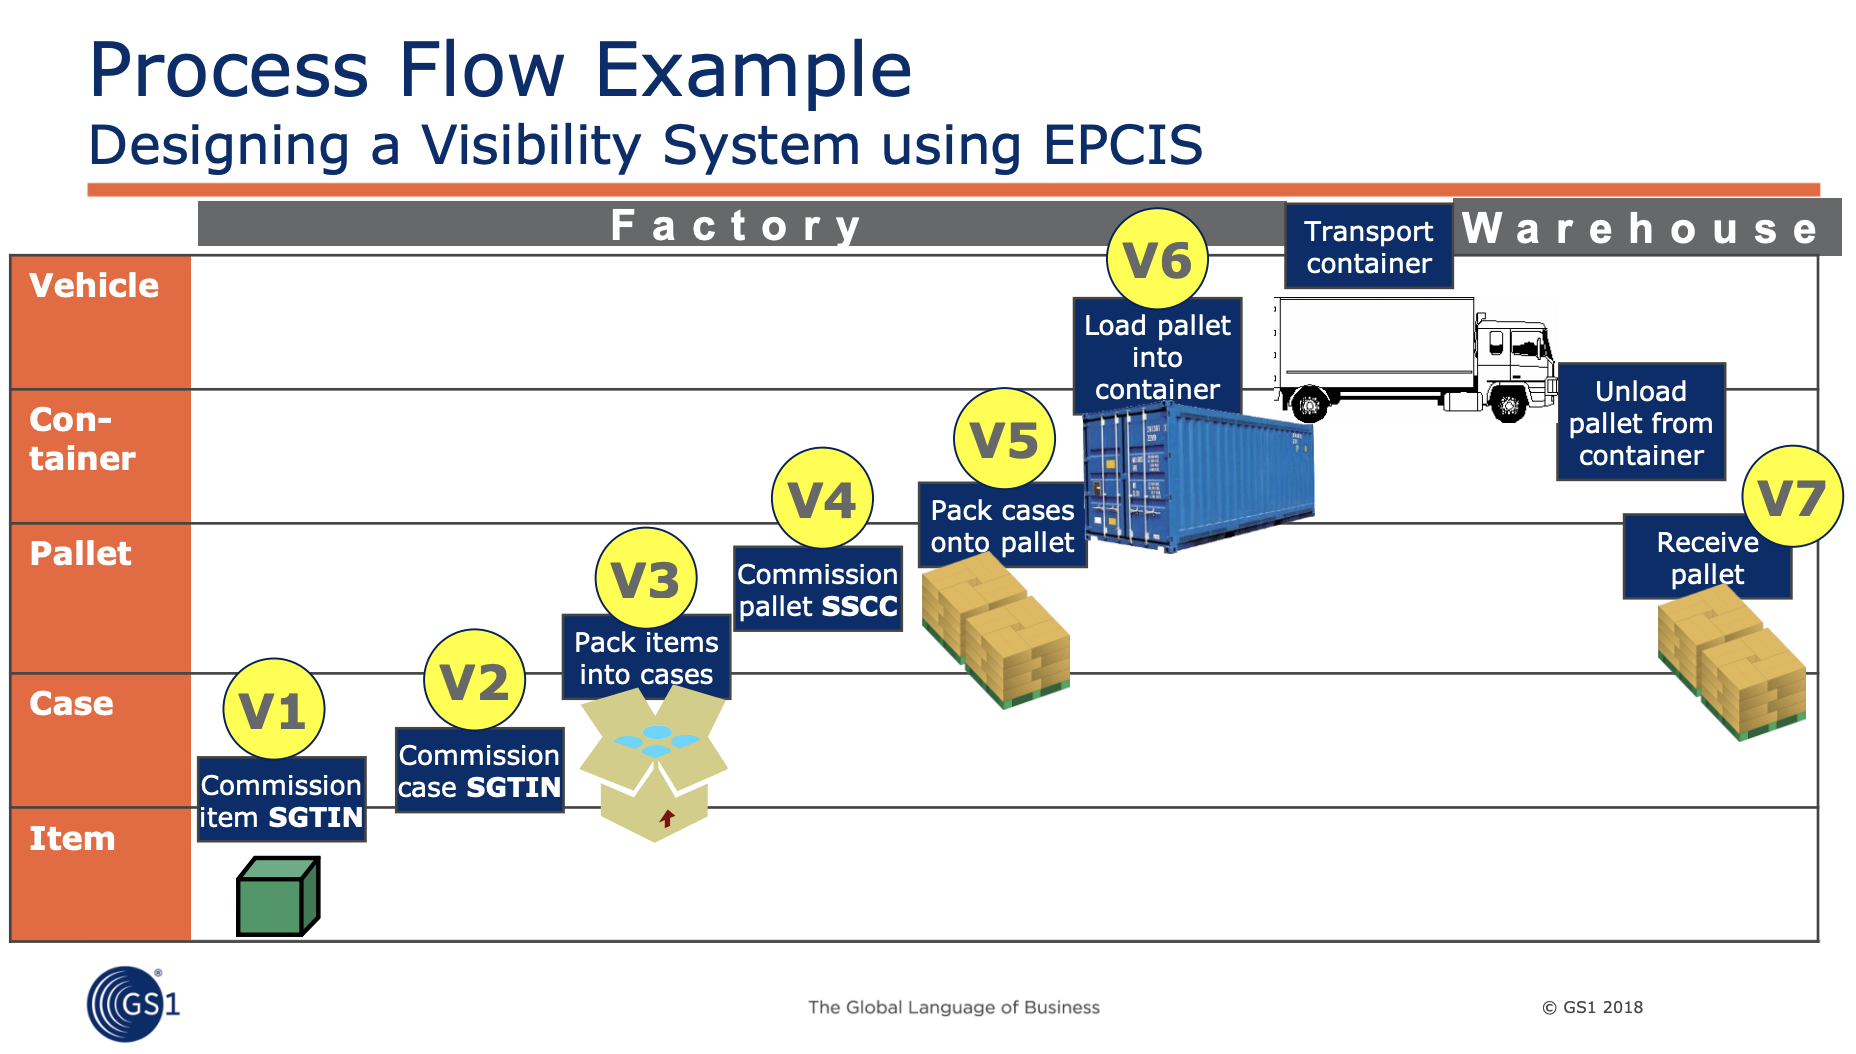 Process Flow Example
Designing a Visibility System using EPCIS
Factory
Warehouse
Vehicle
Con-
tainer
Pallet
Case
Item
V1
Commission
item SGTIN
V2
Commission
case SGTIN
V3
Pack items
into cases
V4
Commission
pallet SSCC
V5
Pack cases
onto pallet
V6
Load pallet
into
container
Transport
container
Unload
pallet from
container
V7
Receive
pallet
GS1
®
The Global Language of Business
© GS1 2018